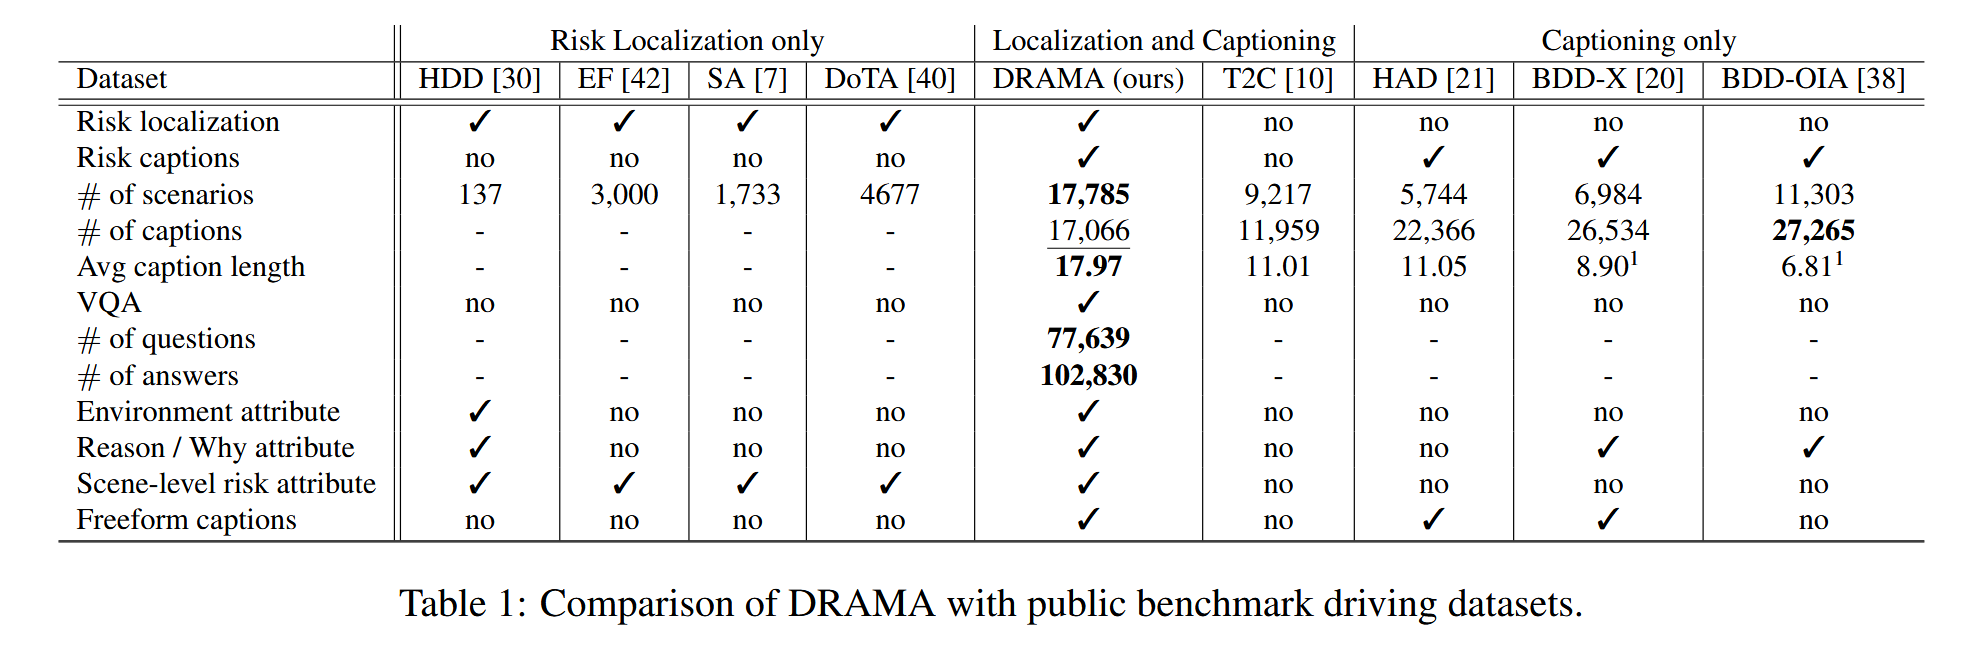 Risk Localization only Localization and Captioning Captioning only
Dataset HDD [30] EF [42] SA [7] DoTA [40] DRAMA (ours) T2C [10] HAD [21] BDD-X [20] BDD-OIA [38]
Risk localization ✓ ✓ ✓ ✓ ✓ no no no no
Risk captions no no no no ✓ no ✓ ✓ ✓
# of scenarios 137 3,000 1,733 4677 17,785 9,217 5,744 6,984 11,303
# of captions - - - - 17,066 11,959 22,366 26,534 27,265
Avg caption length - - - - 17.97 11.01 11.05 8.90¹ 6.81¹
VQA no no no no ✓ no no no no
# of questions - - - - 77,639 - - - -
# of answers - - - - 102,830 - - - -
Environment attribute ✓ no no no ✓ no no no no
Reason / Why attribute ✓ no no no ✓ no no ✓ ✓
Scene-level risk attribute ✓ ✓ ✓ ✓ ✓ no no no no
Freeform captions no no no no ✓ no ✓ ✓ no
Table 1: Comparison of DRAMA with public benchmark driving datasets.